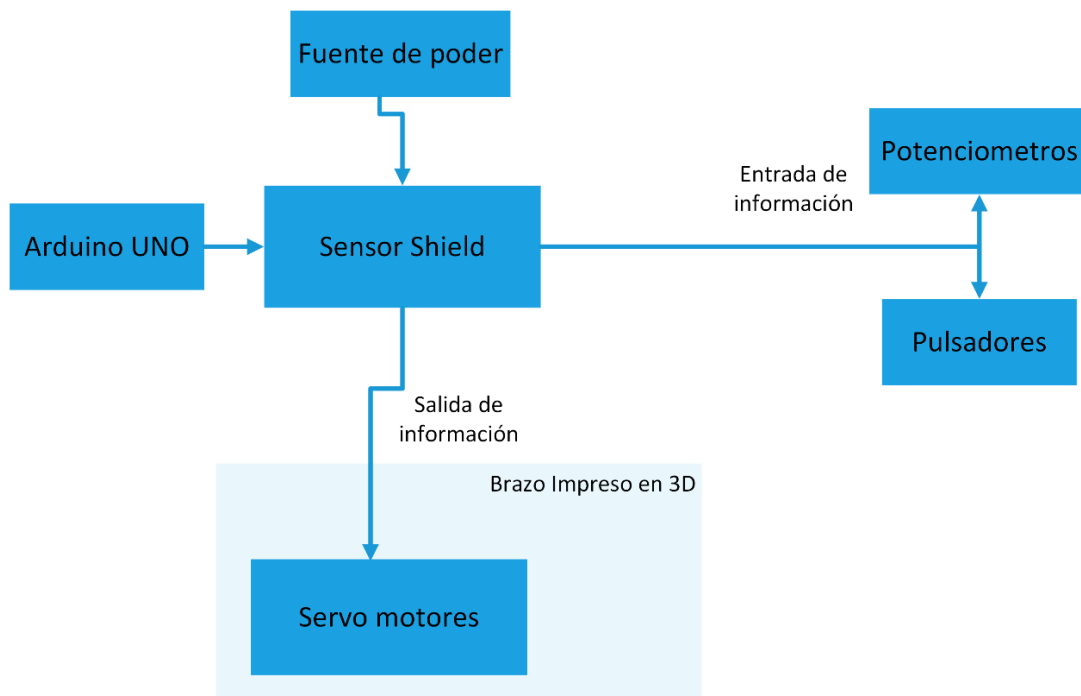 Fuente de poder
Potenciometros
Entrada de
información
Arduino UNO
Sensor Shield
Pulsadores
Salida de
información
Brazo Impreso en 3D
Servo motores